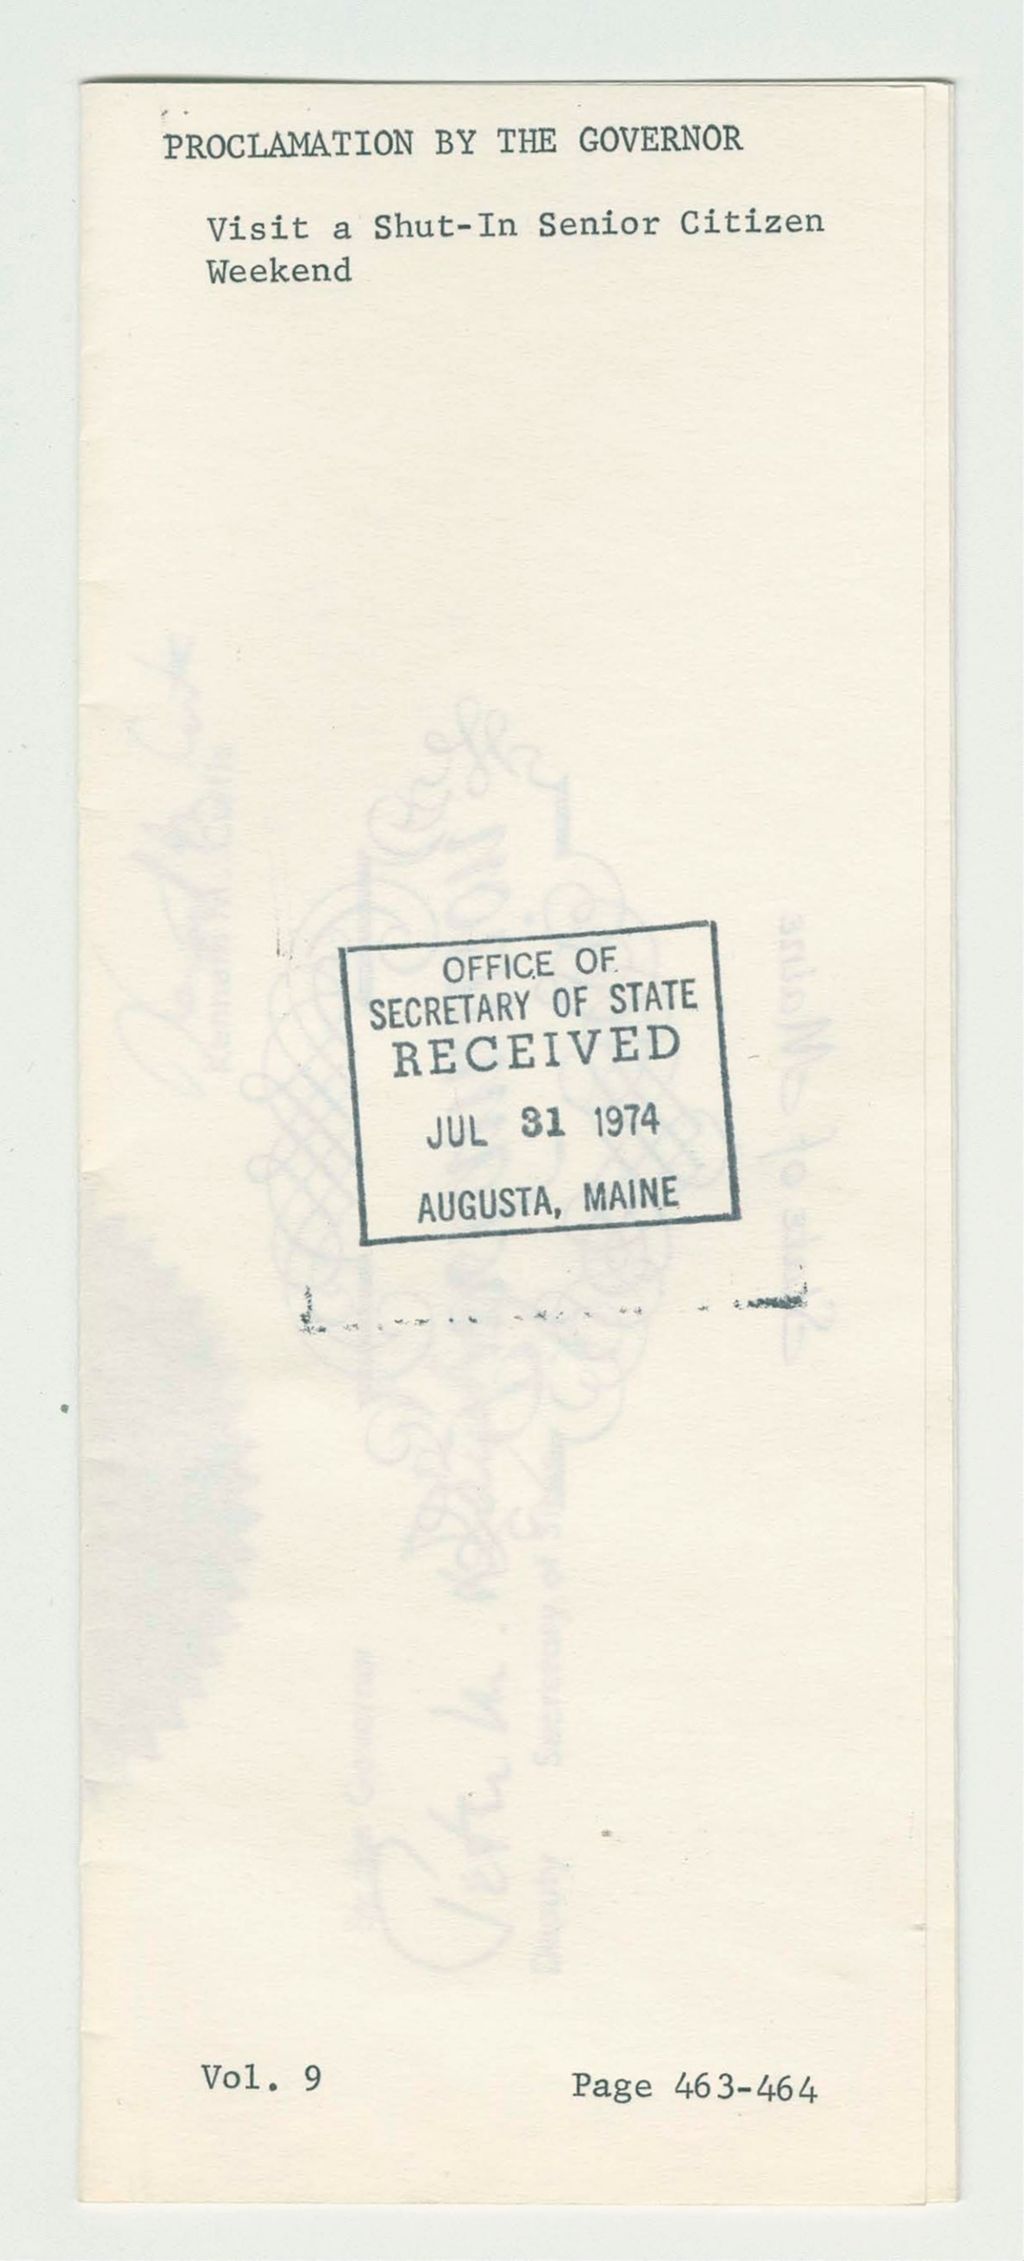 PROCLAMATION BY THE GOVERNOR
Visit a Shut-In Senior Citizen
Weekend
OFFICE OF
SECRETARY OF STATE
RECEIVED
JUL 31 1974
AUGUSTA, MAINE
Vol. 9 Page 463-464